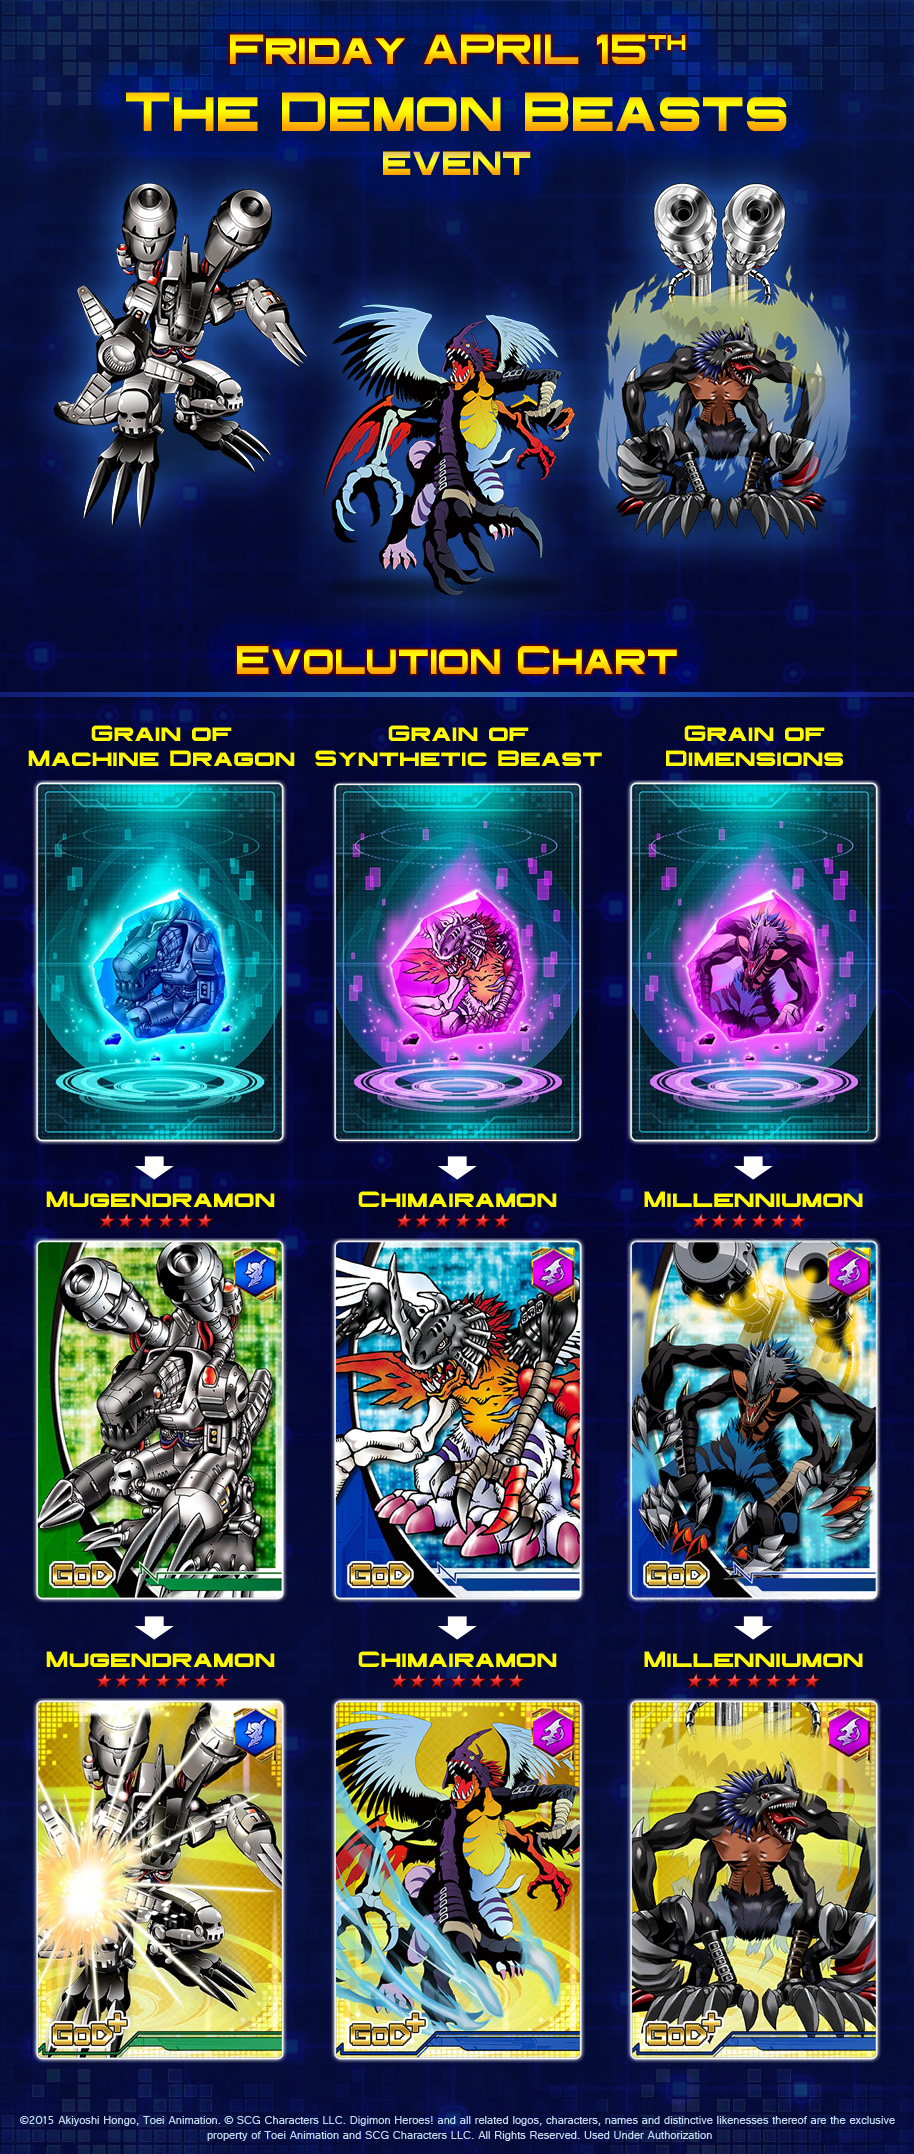 FRIDAY APRIL 15TH
THE DEMON BEASTS
EVENT
EVOLUTION CHART
GRAIN OF
MACHINE DRAGON
GRAIN OF
SYNTHETIC BEAST
GRAIN OF
DIMENSIONS
MUGENDRAMON
CHIMAIRAMON
MILLENNIUMON
GOD
GOD
GOD
MUGENDRAMON
CHIMAIRAMON
MILLENNIUMON
GOD+
GOD+
GOD+
©2015 Akiyoshi Hongo, Toei Animation. © SCG Characters LLC. Digimon Heroes! and all related logos, characters, names and distinctive likenesses thereof are the exclusive
property of Toei Animation and SCG Characters LLC. All Rights Reserved. Used Under Authorization